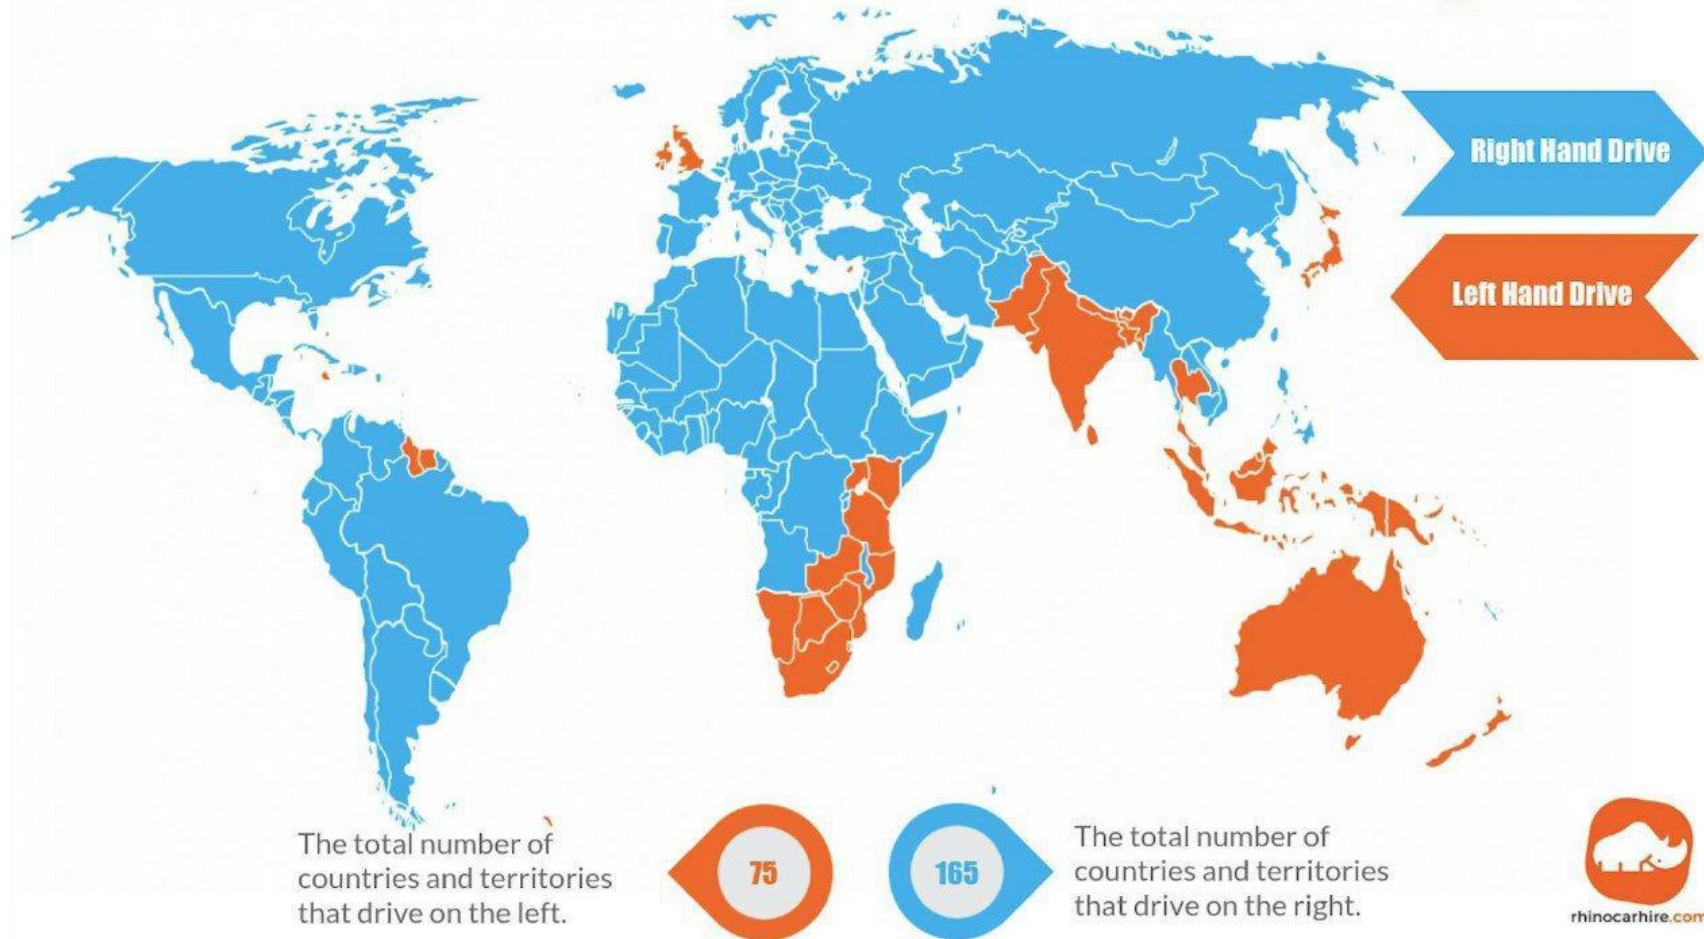 Right Hand Drive
Left Hand Drive
The total number of
countries and territories
that drive on the left.
75
165
The total number of
countries and territories
that drive on the right.
rhinocarhire.com